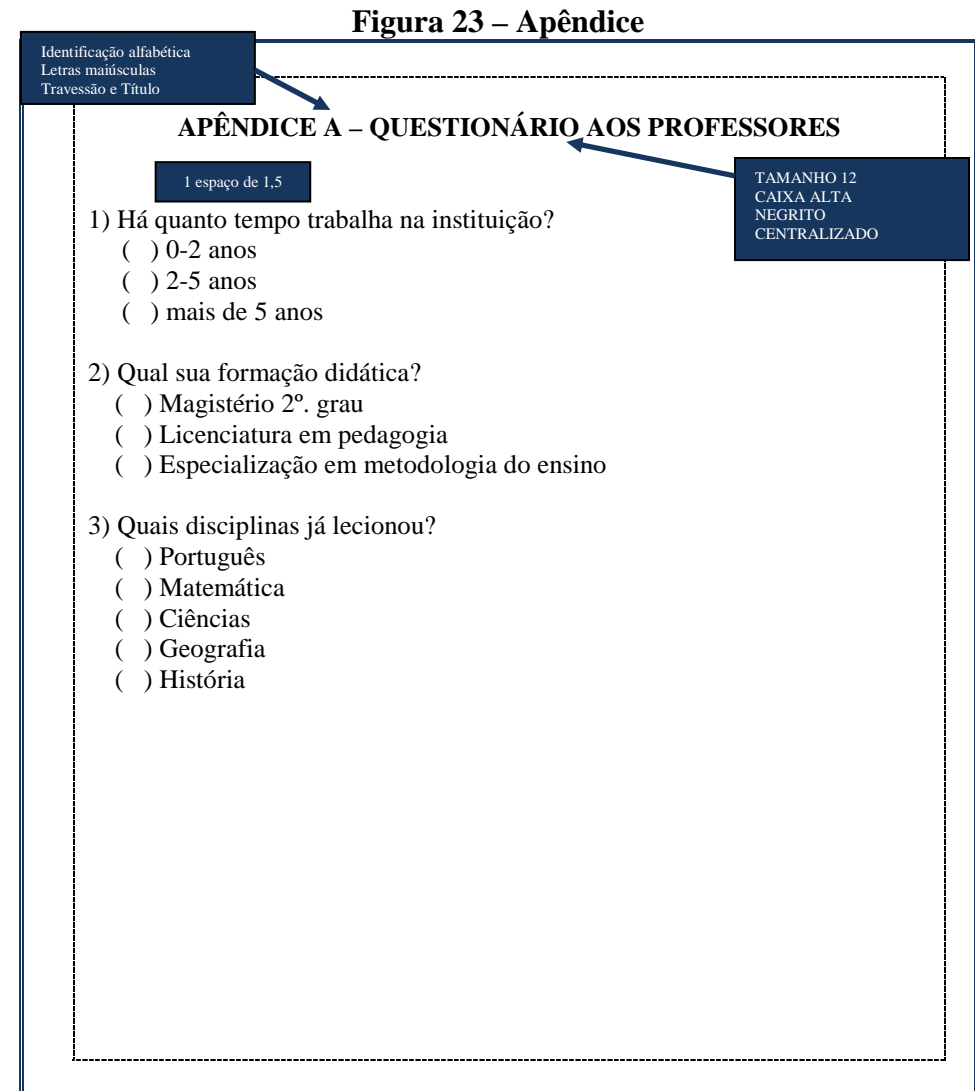 Figura 23 – Apêndice
Identificação alfabética
Letras maiúsculas
Travessão e Título
APÊNDICE A – QUESTIONÁRIO AOS PROFESSORES
1 espaço de 1,5
TAMANHO 12
CAIXA ALTA
NEGRITO
CENTRALIZADO
1) Há quanto tempo trabalha na instituição?
(   ) 0-2 anos
(   ) 2-5 anos
(   ) mais de 5 anos
2) Qual sua formação didática?
(   ) Magistério 2º. grau
(   ) Licenciatura em pedagogia
(   ) Especialização em metodologia do ensino
3) Quais disciplinas já lecionou?
(   ) Português
(   ) Matemática
(   ) Ciências
(   ) Geografia
(   ) História